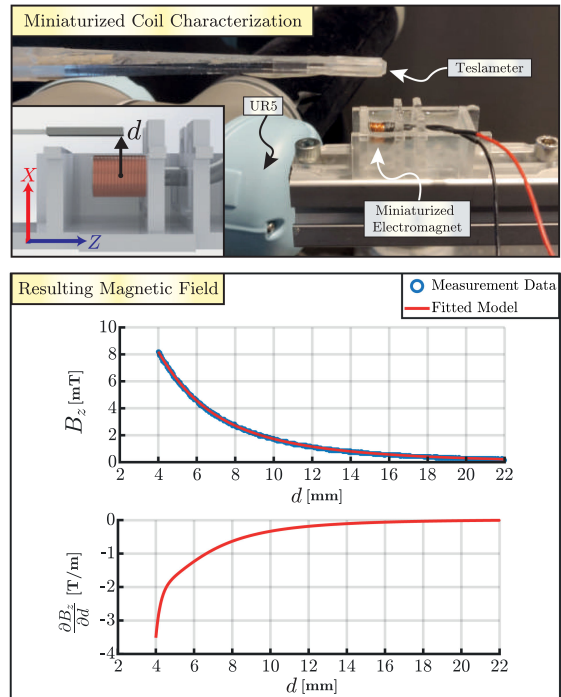 Miniaturized Coil Characterization
Teslameter
UR5
d
X
Z
Miniaturized
Electromagnet
Resulting Magnetic Field
Measurement Data
Fitted Model
10
8
6
4
2
0
B_z [mT]
2 4 6 8 10 12 14 16 18 20 22
d [mm]
0
-1
-2
-3
-4
∂B_z/∂d [T/m]
2 4 6 8 10 12 14 16 18 20 22
d [mm]